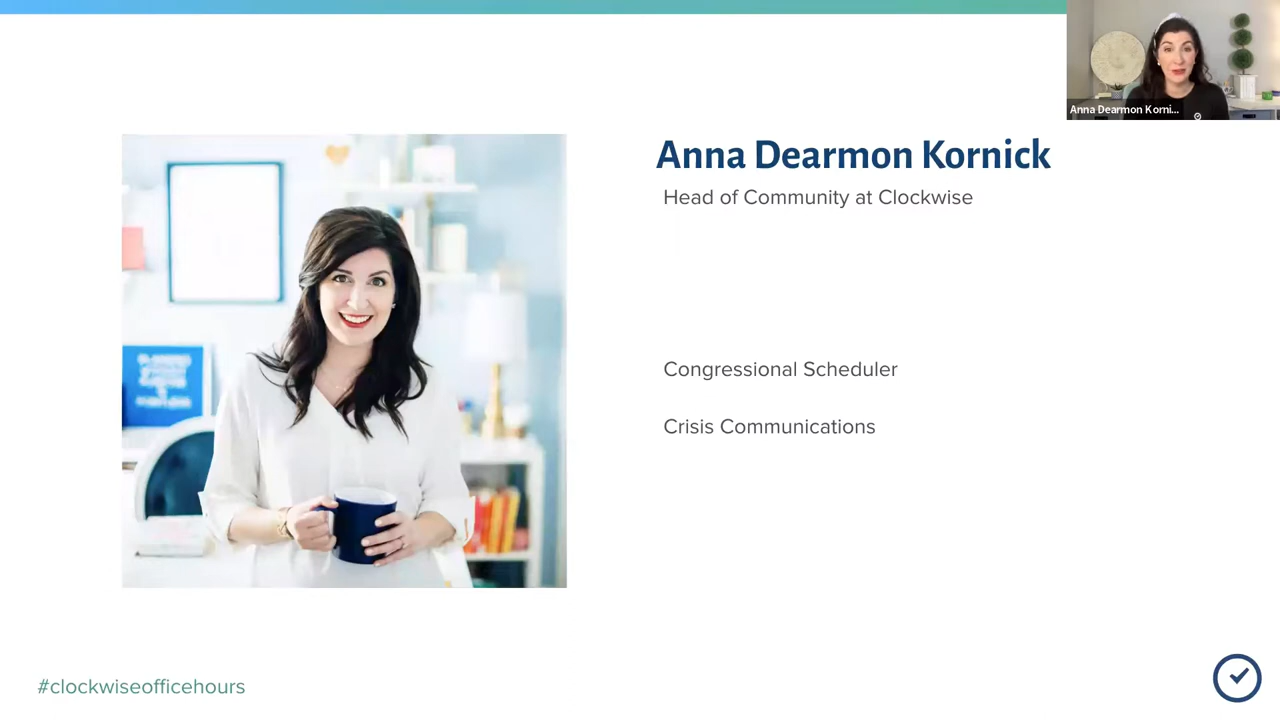 Anna Dearmon Korni...
Anna Dearmon Kornick
Head of Community at Clockwise
Congressional Scheduler
Crisis Communications
#clockwiseofficehours